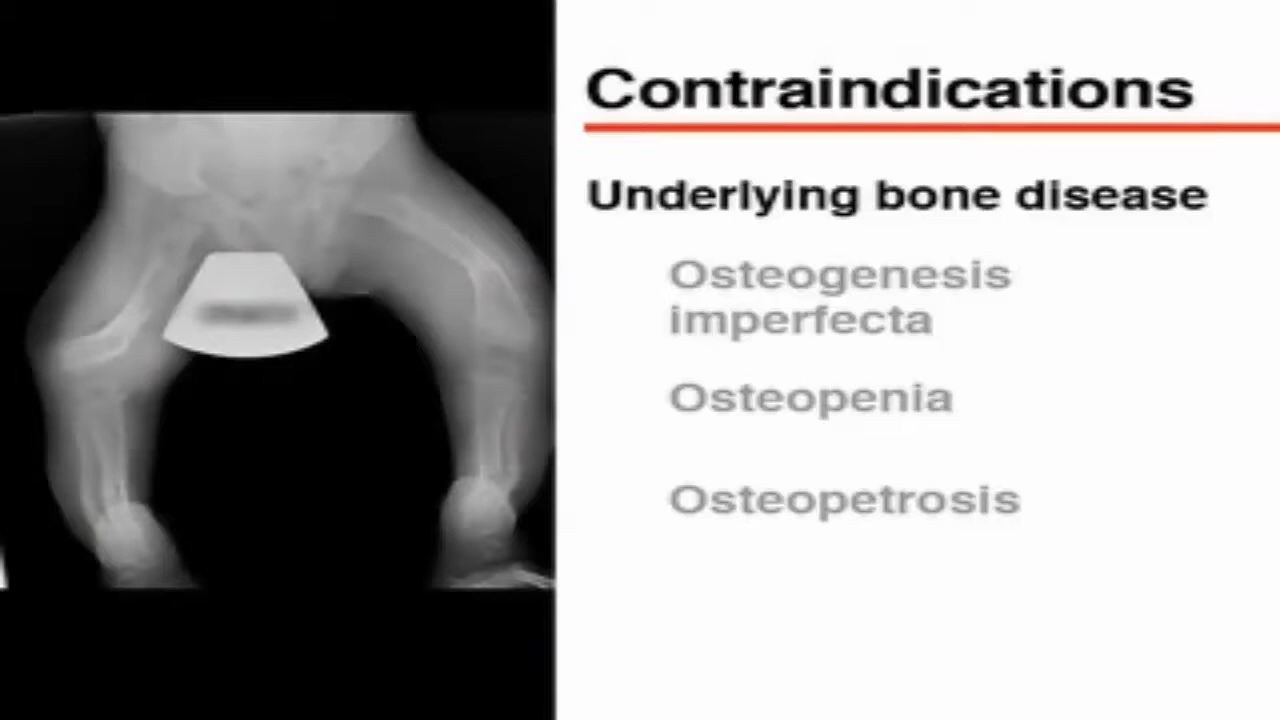 Contraindications
Underlying bone disease
Osteogenesis
imperfecta
Osteopenia
Osteopetrosis